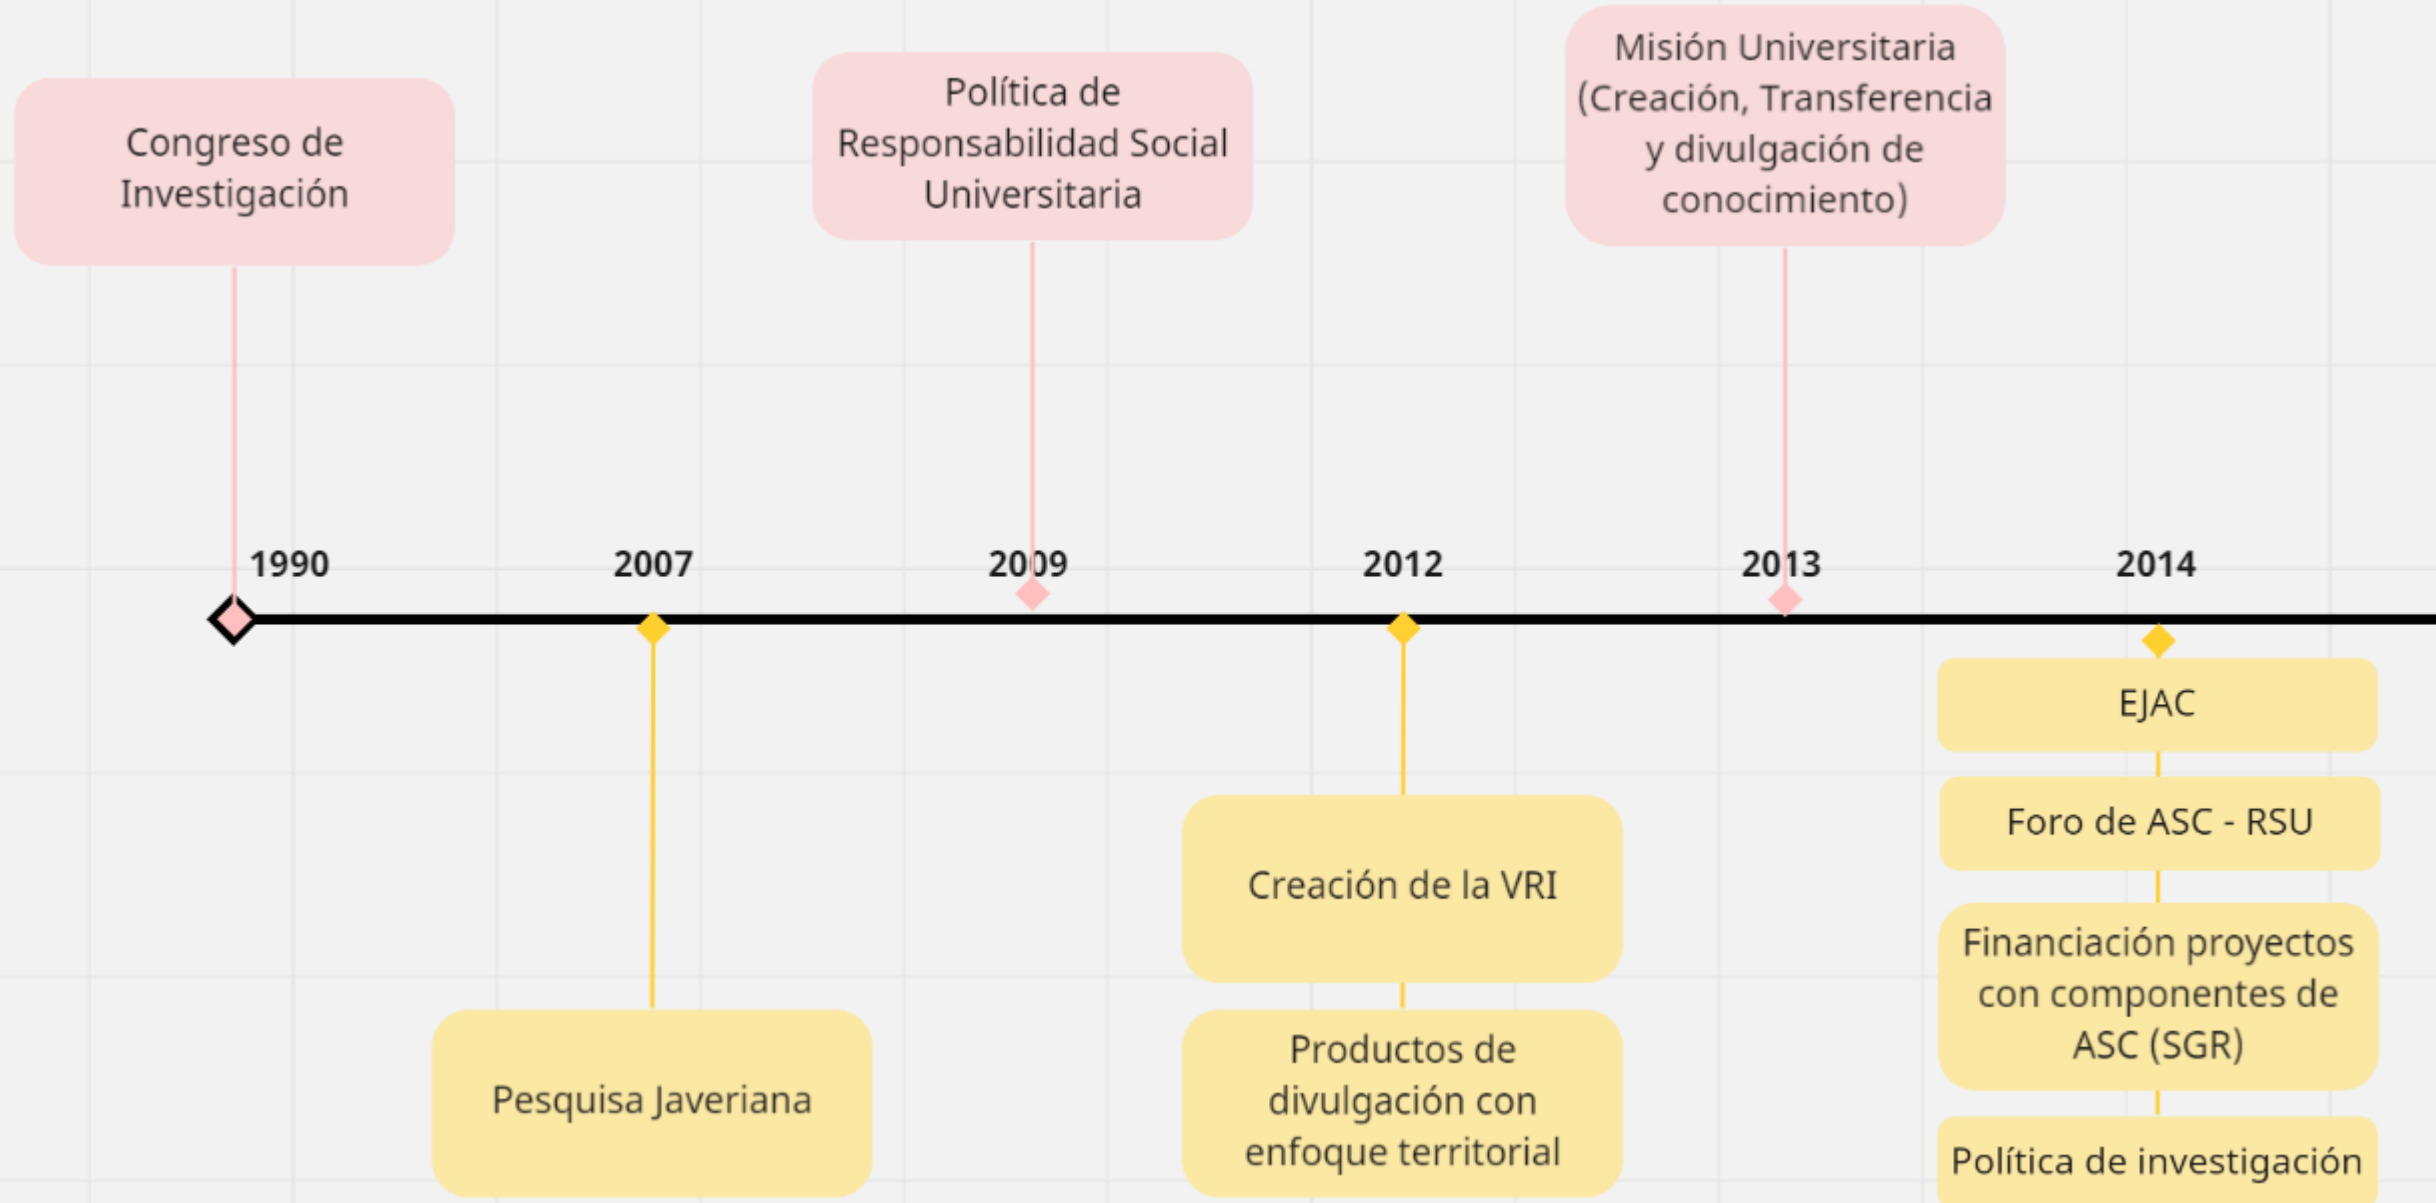 Congreso de
Investigación
Política de
Responsabilidad Social
Universitaria
Misión Universitaria
(Creación, Transferencia
y divulgación de
conocimiento)
1990
2007
2009
2012
2013
2014
Pesquisa Javeriana
Creación de la VRI
Productos de
divulgación con
enfoque territorial
EJAC
Foro de ASC - RSU
Financiación proyectos
con componentes de
ASC (SGR)
Política de investigación